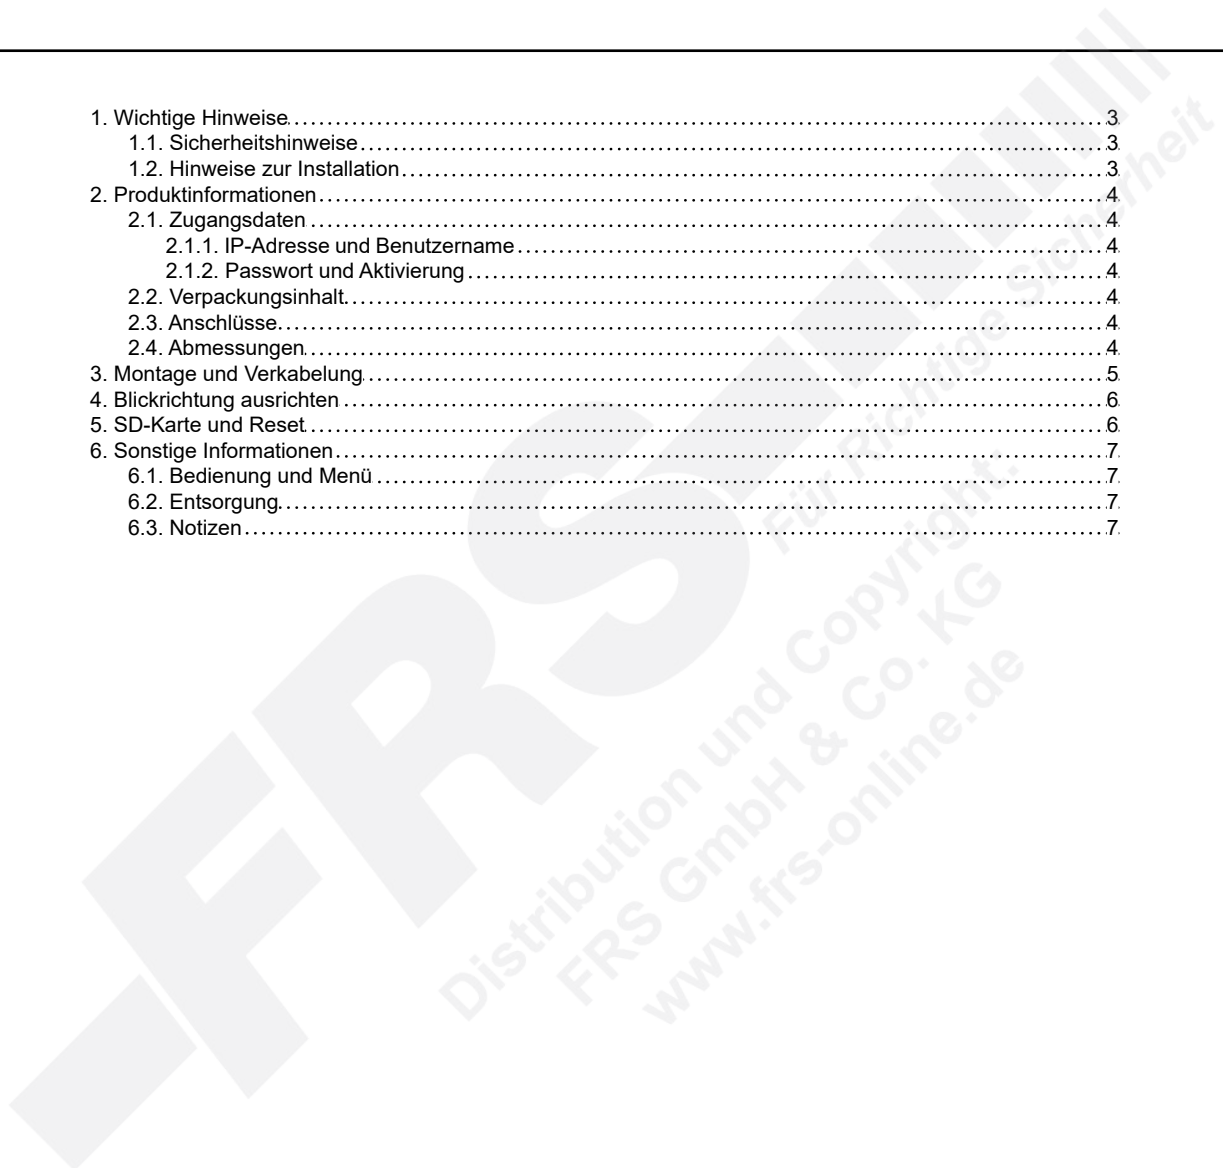 1. Wichtige Hinweise 3
1.1. Sicherheitshinweise 3
1.2. Hinweise zur Installation 3
2. Produktinformationen 4
2.1. Zugangsdaten 4
2.1.1. IP-Adresse und Benutzername 4
2.1.2. Passwort und Aktivierung 4
2.2. Verpackungsinhalt 4
2.3. Anschlüsse 4
2.4. Abmessungen 4
3. Montage und Verkabelung 5
4. Blickrichtung ausrichten 6
5. SD-Karte und Reset 6
6. Sonstige Informationen 7
6.1. Bedienung und Menü 7
6.2. Entsorgung 7
6.3. Notizen 7
FRS
Für Richtige Sicherheit
Distribution und Copyright:
FRS GmbH & Co. KG
www.frs-online.de